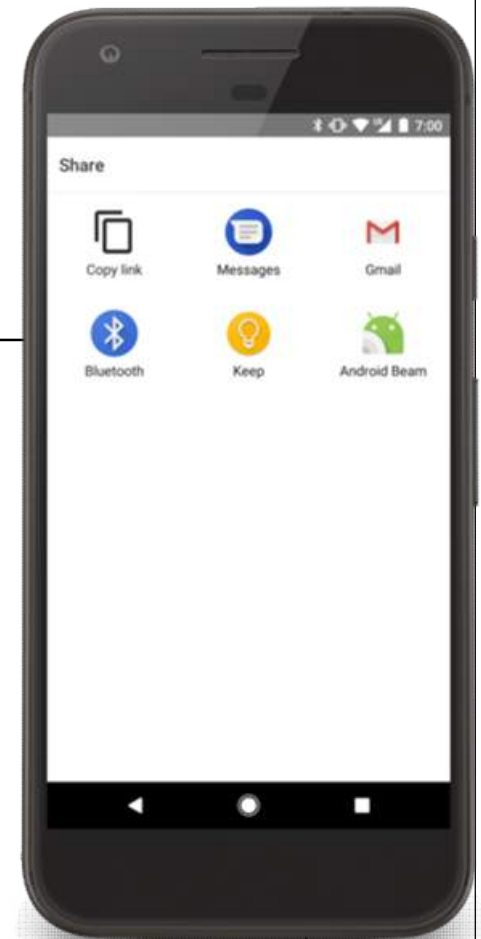 7:00
Share
Copy link
Messages
Gmail
Bluetooth
Keep
Android Beam